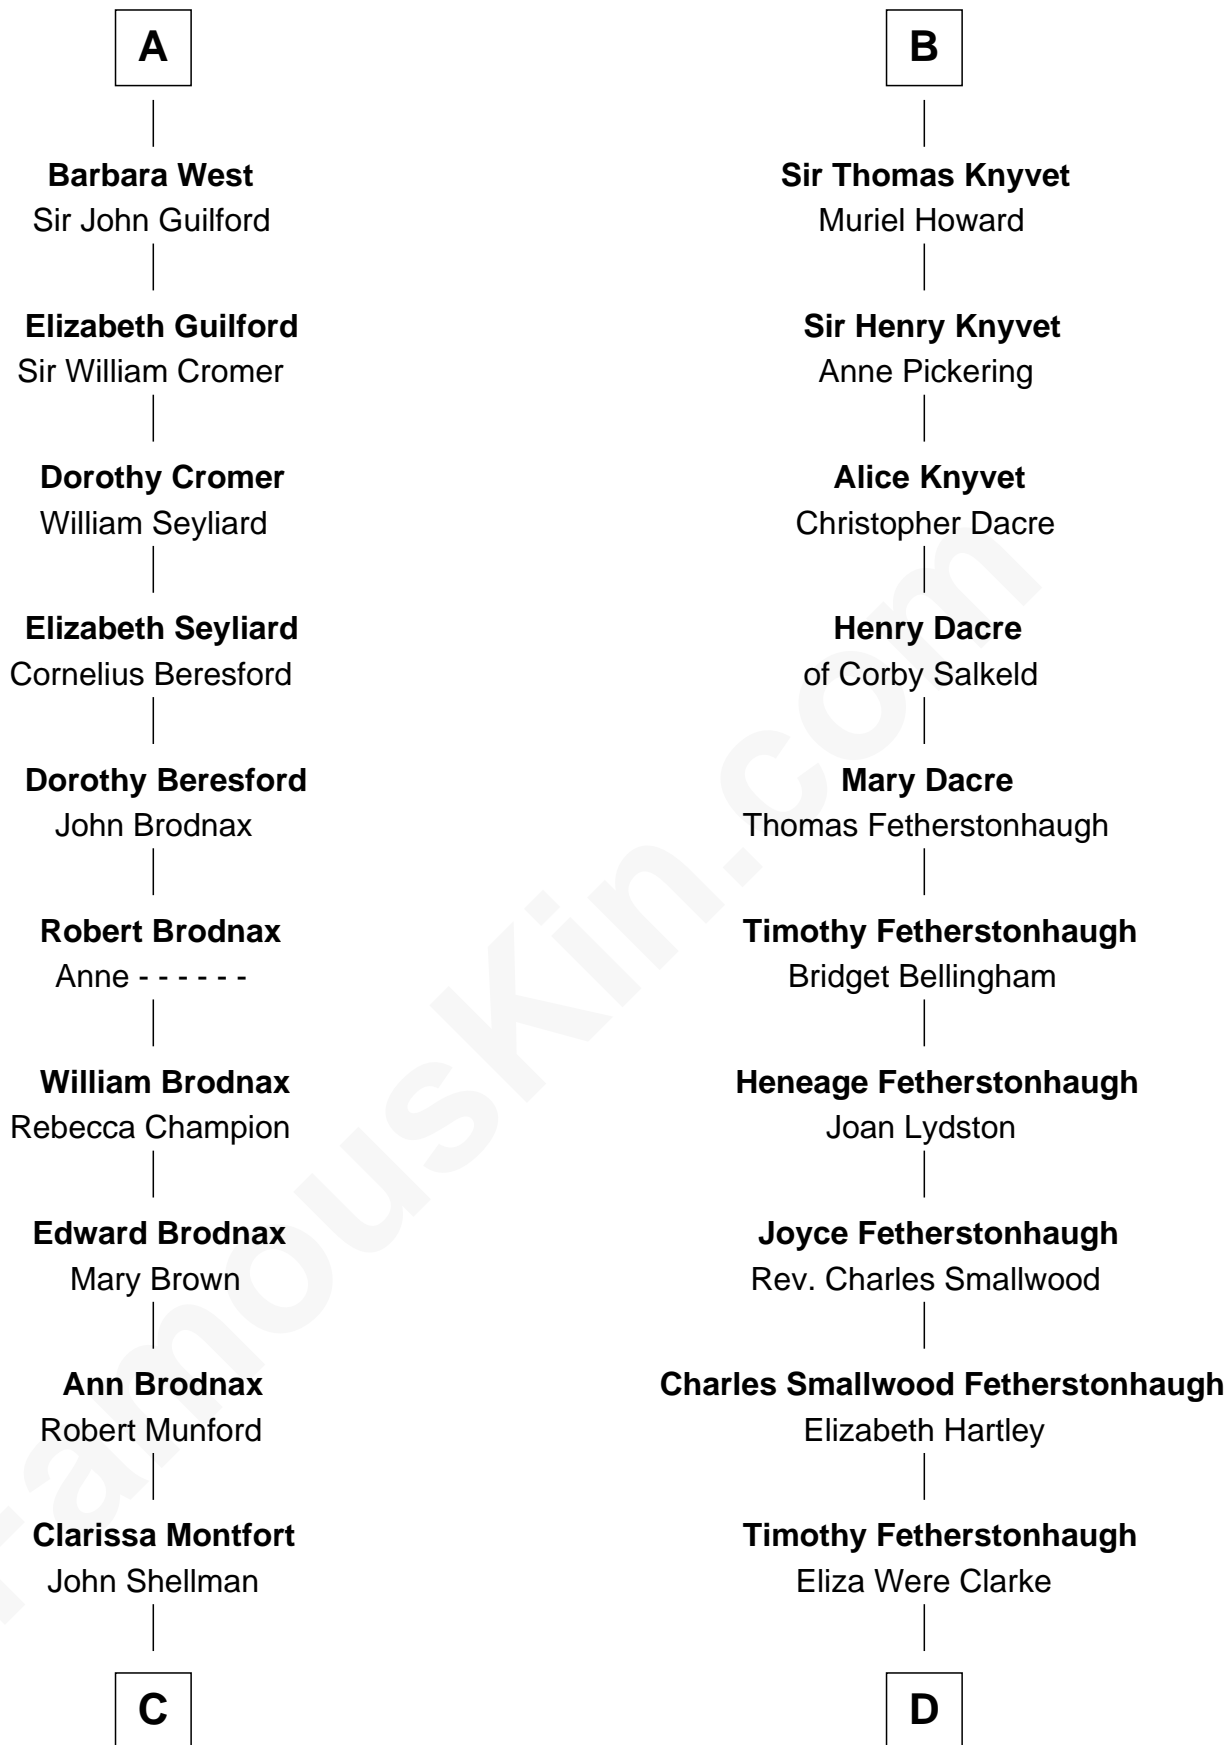 A
Barbara West
Sir John Guilford
Elizabeth Guilford
Sir William Cromer
Dorothy Cromer
William Seyliard
Elizabeth Seyliard
Cornelius Beresford
Dorothy Beresford
John Brodnax
Robert Brodnax
Anne - - - - - -
William Brodnax
Rebecca Champion
Edward Brodnax
Mary Brown
Ann Brodnax
Robert Munford
Clarissa Montfort
John Shellman
C
B
Sir Thomas Knyvet
Muriel Howard
Sir Henry Knyvet
Anne Pickering
Alice Knyvet
Christopher Dacre
Henry Dacre
of Corby Salkeld
Mary Dacre
Thomas Fetherstonhaugh
Timothy Fetherstonhaugh
Bridget Bellingham
Heneage Fetherstonhaugh
Joan Lydston
Joyce Fetherstonhaugh
Rev. Charles Smallwood
Charles Smallwood Fetherstonhaugh
Elizabeth Hartley
Timothy Fetherstonhaugh
Eliza Were Clarke
D
FamousKin.com